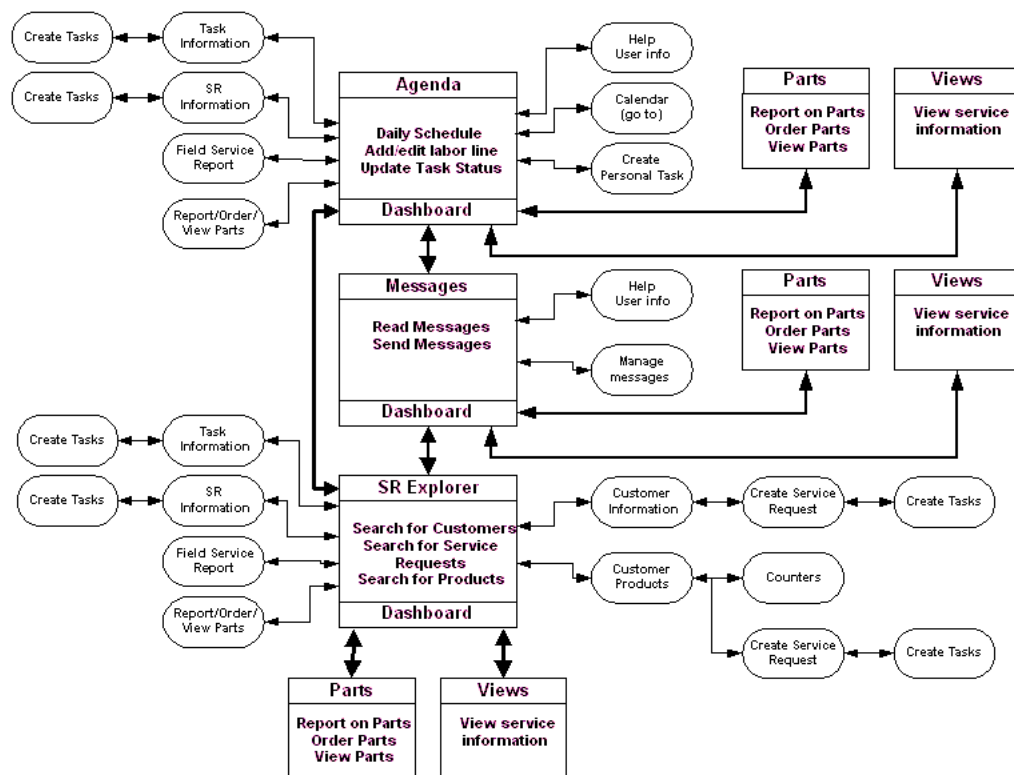 Create Tasks
Task
Information
Help
User info
Agenda
Parts
Views
Create Tasks
SR
Information
Calendar
(go to)
Daily Schedule
Add/edit labor line
Update Task Status
Report on Parts
Order Parts
View Parts
View service
information
Field Service
Report
Create
Personal Task
Report/Order/
View Parts
Dashboard
Messages
Help
User info
Parts
Views
Read Messages
Send Messages
Report on Parts
Order Parts
View Parts
View service
information
Manage
messages
Dashboard
Create Tasks
Task
Information
SR Explorer
Create Tasks
SR
Information
Customer
Information
Create Service
Request
Create Tasks
Search for Customers
Search for Service
Requests
Search for Products
Field Service
Report
Customer
Products
Counters
Report/Order/
View Parts
Dashboard
Create Service
Request
Create Tasks
Parts
Views
Report on Parts
Order Parts
View Parts
View service
information